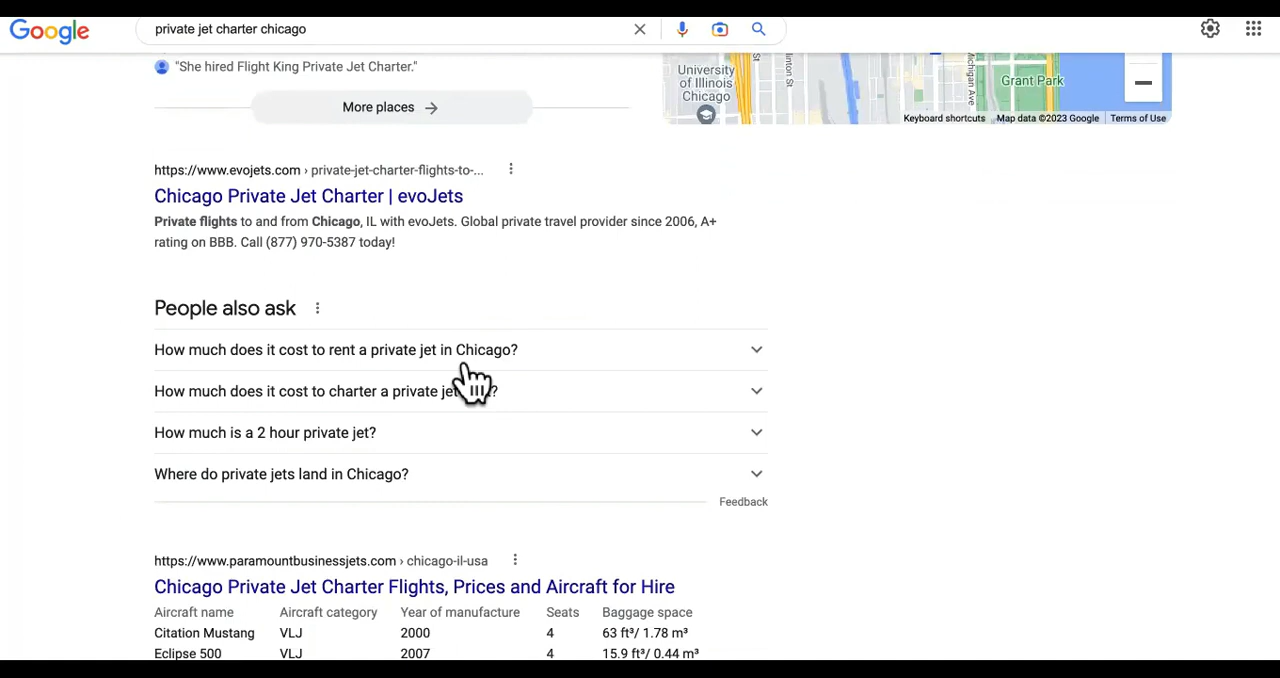 Google
private jet charter chicago
"She hired Flight King Private Jet Charter."
More places
University
of Illinois
Chicago
St
linton St
Michigan Ave
Grant Park
Keyboard shortcuts
Map data ©2023 Google
Terms of Use
https://www.evojets.com › private-jet-charter-flights-to-...
Chicago Private Jet Charter | evoJets
Private flights to and from Chicago, IL with evoJets. Global private travel provider since 2006, A+
rating on BBB. Call (877) 970-5387 today!
People also ask
How much does it cost to rent a private jet in Chicago?
How much does it cost to charter a private je ?
How much is a 2 hour private jet?
Where do private jets land in Chicago?
Feedback
https://www.paramountbusinessjets.com › chicago-il-usa
Chicago Private Jet Charter Flights, Prices and Aircraft for Hire
Aircraft name Aircraft category Year of manufacture Seats Baggage space
Citation Mustang VLJ 2000 4 63 ft³/ 1.78 m³
Eclipse 500 VLJ 2007 4 15.9 ft³/ 0.44 m³